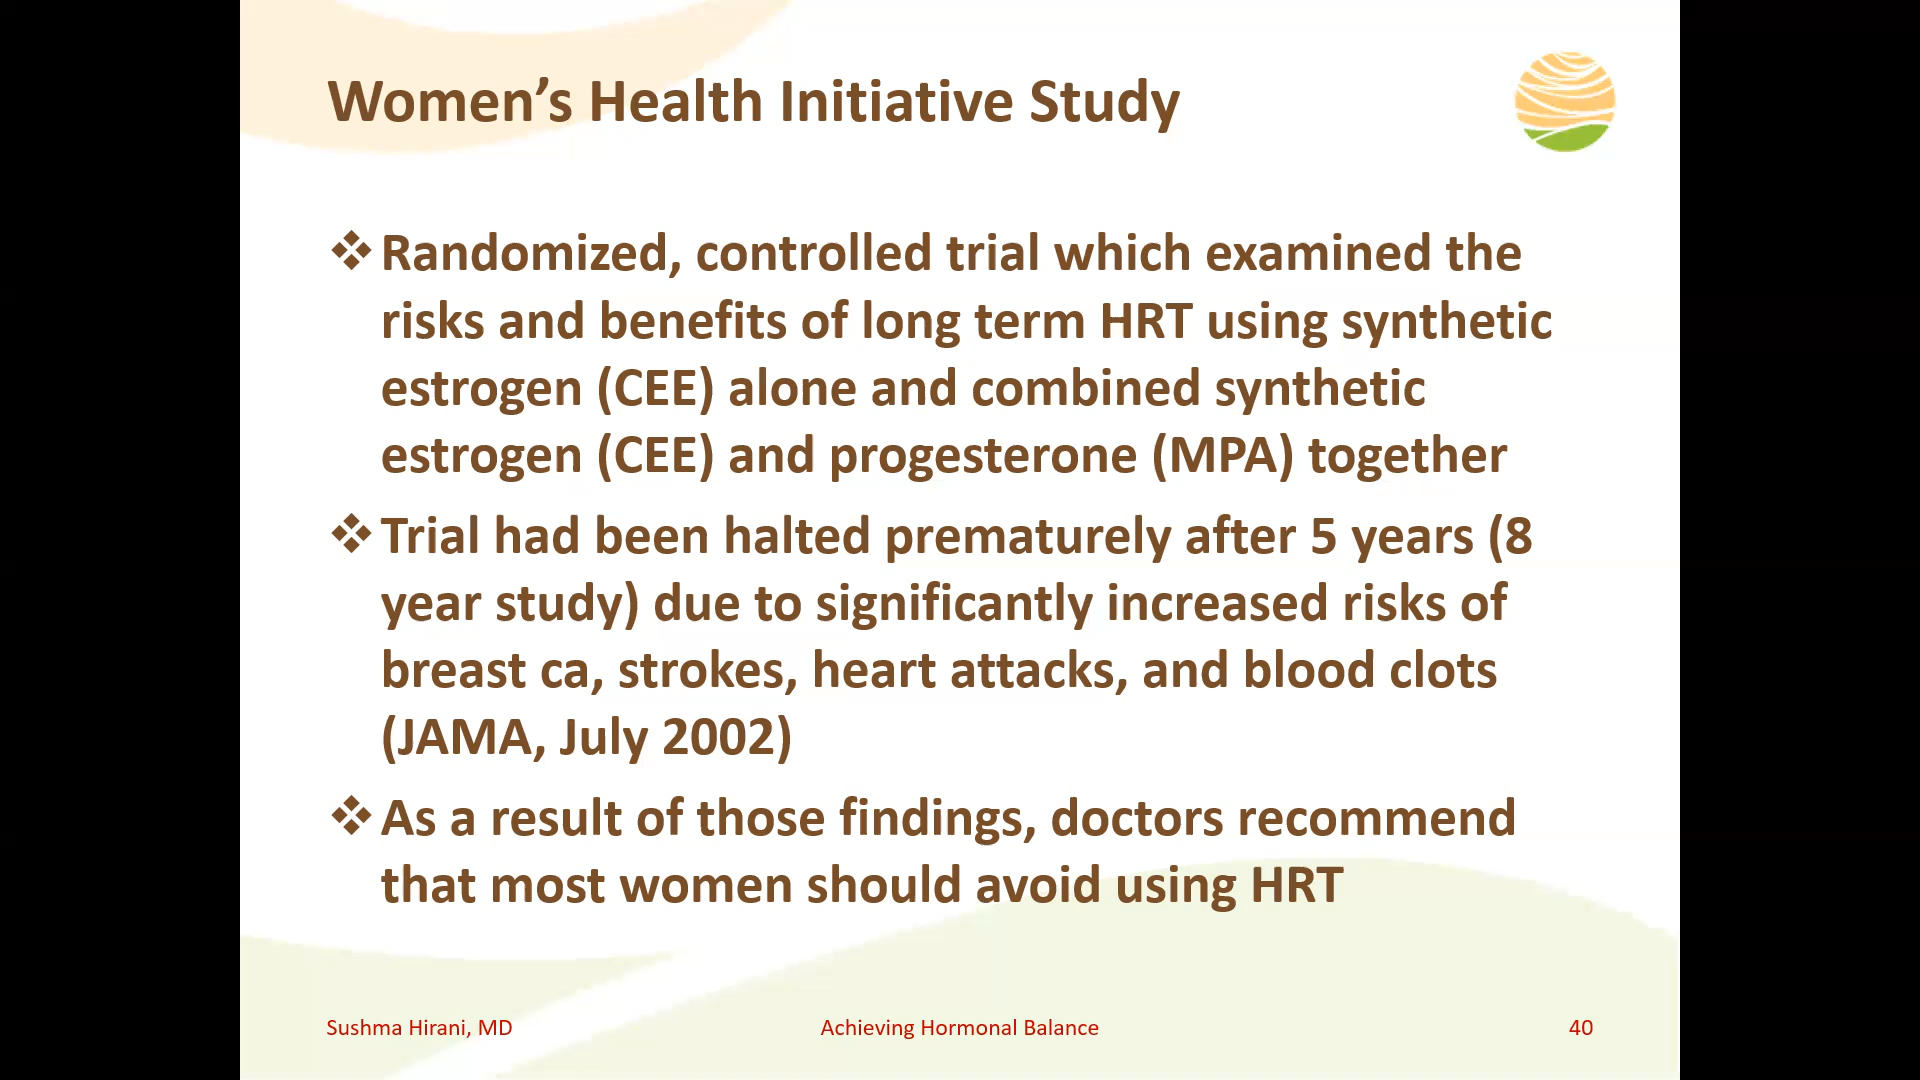 Women’s Health Initiative Study
❖Randomized, controlled trial which examined the
risks and benefits of long term HRT using synthetic
estrogen (CEE) alone and combined synthetic
estrogen (CEE) and progesterone (MPA) together
❖Trial had been halted prematurely after 5 years (8
year study) due to significantly increased risks of
breast ca, strokes, heart attacks, and blood clots
(JAMA, July 2002)
❖As a result of those findings, doctors recommend
that most women should avoid using HRT
Sushma Hirani, MD
Achieving Hormonal Balance
40